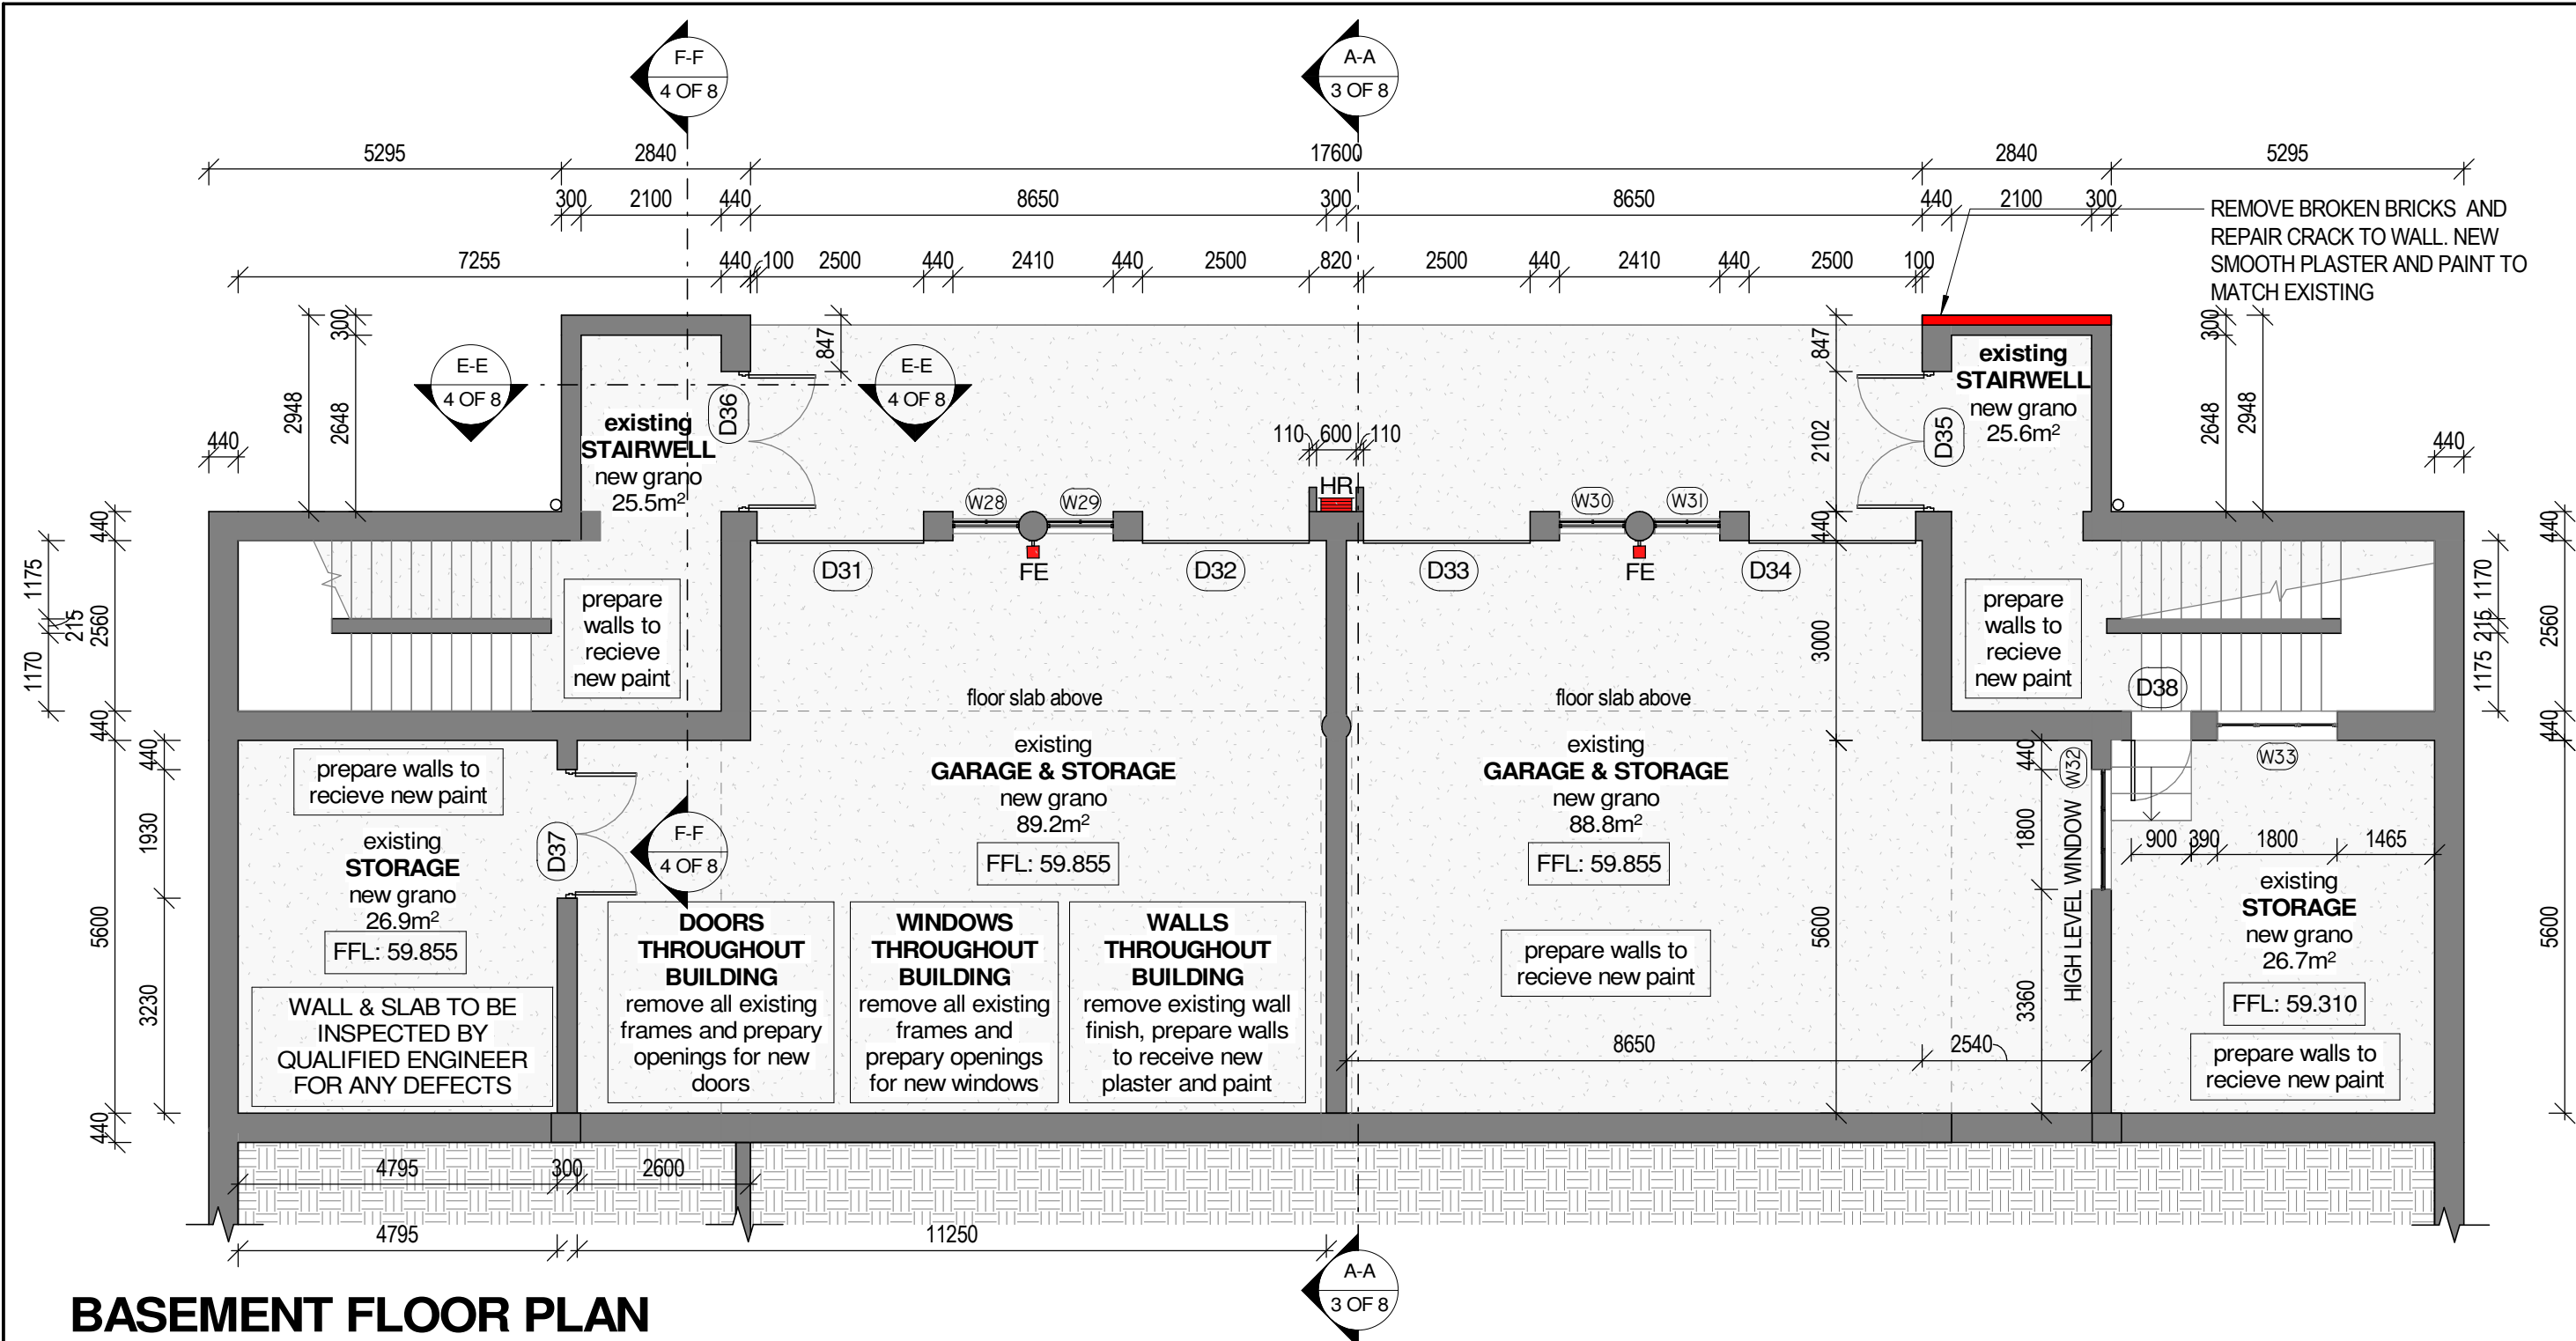 F-F
4 OF 8
A-A
3 OF 8
5295
2840
17600
2840
5295
300
2100
440
8650
300
8650
440
2100
300
REMOVE BROKEN BRICKS AND
REPAIR CRACK TO WALL. NEW
SMOOTH PLASTER AND PAINT TO
MATCH EXISTING
7255
440
100
2500
440
2410
440
2500
820
2500
440
2410
440
2500
100
2948
300
2648
440
E-E
4 OF 8
847
E-E
4 OF 8
D36
existing
STAIRWELL
new grano
25.5m²
110
600
110
HR
847
2102
440
3000
5600
D35
existing
STAIRWELL
new grano
25.6m²
300
2648
2948
440
W28
W29
FE
D31
D32
W30
W31
FE
D33
D34
440
1175
215
2560
1170
440
440
1930
5600
3230
440
prepare
walls to
recieve
new paint
prepare
walls to
recieve
new paint
D38
440
1170
215
2560
1175
440
5600
floor slab above
floor slab above
prepare walls to
recieve new paint
existing
STORAGE
new grano
26.9m²
FFL: 59.855
WALL & SLAB TO BE
INSPECTED BY
QUALIFIED ENGINEER
FOR ANY DEFECTS
D37
F-F
4 OF 8
existing
GARAGE & STORAGE
new grano
89.2m²
FFL: 59.855
DOORS
THROUGHOUT
BUILDING
remove all existing
frames and prepary
openings for new
doors
WINDOWS
THROUGHOUT
BUILDING
remove all existing
frames and
prepary openings
for new windows
WALLS
THROUGHOUT
BUILDING
remove existing wall
finish, prepare walls
to receive new
plaster and paint
existing
GARAGE & STORAGE
new grano
88.8m²
FFL: 59.855
prepare walls to
recieve new paint
8650
2540
440
1800
3360
HIGH LEVEL WINDOW
W32
W33
900
390
1800
1465
existing
STORAGE
new grano
26.7m²
FFL: 59.310
prepare walls to
recieve new paint
4795
300
2600
4795
11250
A-A
3 OF 8
BASEMENT FLOOR PLAN